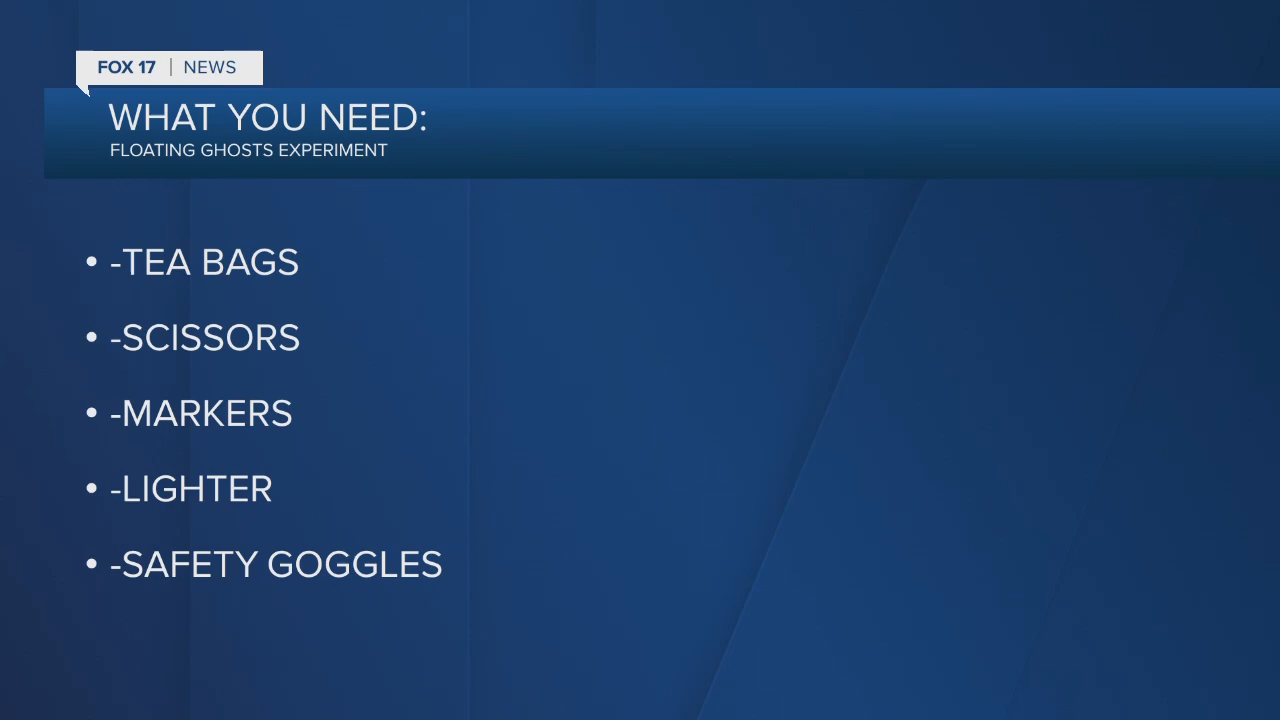 FOX 17 | NEWS
WHAT YOU NEED:
FLOATING GHOSTS EXPERIMENT
• -TEA BAGS
• -SCISSORS
• -MARKERS
• -LIGHTER
• -SAFETY GOGGLES